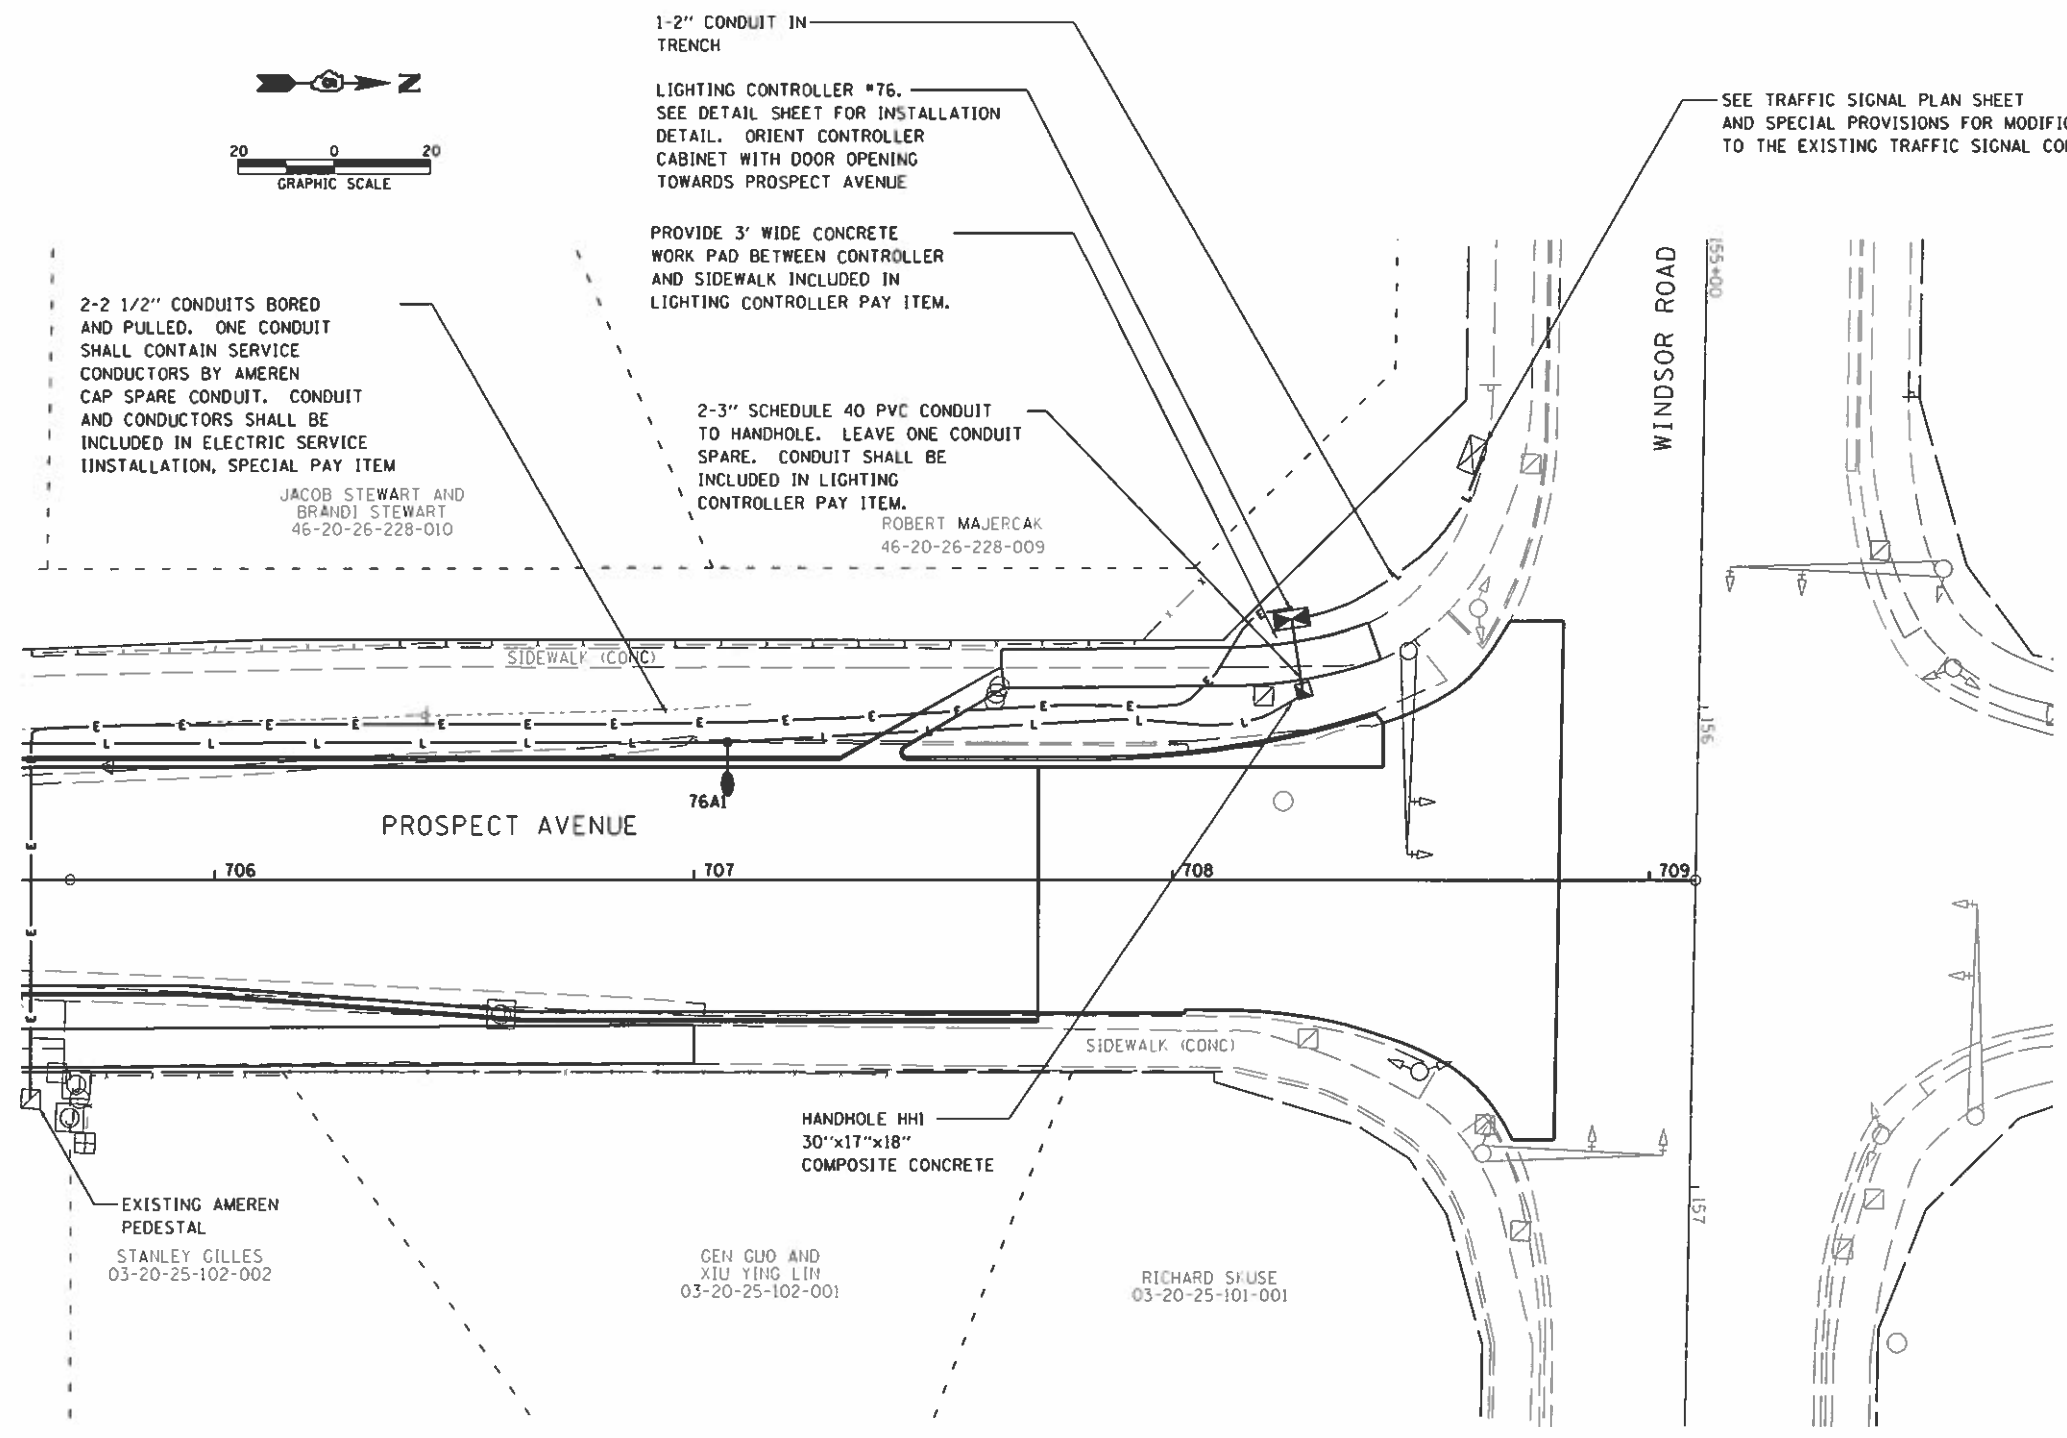 1-2" CONDUIT IN
TRENCH
N
20 0 20
GRAPHIC SCALE
LIGHTING CONTROLLER #76.
SEE DETAIL SHEET FOR INSTALLATION
DETAIL. ORIENT CONTROLLER
CABINET WITH DOOR OPENING
TOWARDS PROSPECT AVENUE
SEE TRAFFIC SIGNAL PLAN SHEET
AND SPECIAL PROVISIONS FOR MODIFIC
TO THE EXISTING TRAFFIC SIGNAL CO
PROVIDE 3' WIDE CONCRETE
WORK PAD BETWEEN CONTROLLER
AND SIDEWALK INCLUDED IN
LIGHTING CONTROLLER PAY ITEM.
2-2 1/2" CONDUITS BORED
AND PULLED. ONE CONDUIT
SHALL CONTAIN SERVICE
CONDUCTORS BY AMEREN
CAP SPARE CONDUIT. CONDUIT
AND CONDUCTORS SHALL BE
INCLUDED IN ELECTRIC SERVICE
IINSTALLATION, SPECIAL PAY ITEM
2-3" SCHEDULE 40 PVC CONDUIT
TO HANDHOLE. LEAVE ONE CONDUIT
SPARE. CONDUIT SHALL BE
INCLUDED IN LIGHTING
CONTROLLER PAY ITEM.
WINDSOR ROAD
155+00
JACOB STEWART AND
BRANDI STEWART
46-20-26-228-010
ROBERT MAJERCAK
46-20-26-228-009
SIDEWALK (CONC)
E E E E E E E E E E E E E E
L L L L L L L L L L L L
156
76A1
PROSPECT AVENUE
706 707 708 709
E
E
E
SIDEWALK (CONC)
HANDHOLE HH1
30"x17"x18"
COMPOSITE CONCRETE
EXISTING AMEREN
PEDESTAL
157
STANLEY GILLES
03-20-25-102-002
GEN GUO AND
XIU YING LIN
03-20-25-102-001
RICHARD SKUSE
03-20-25-101-001